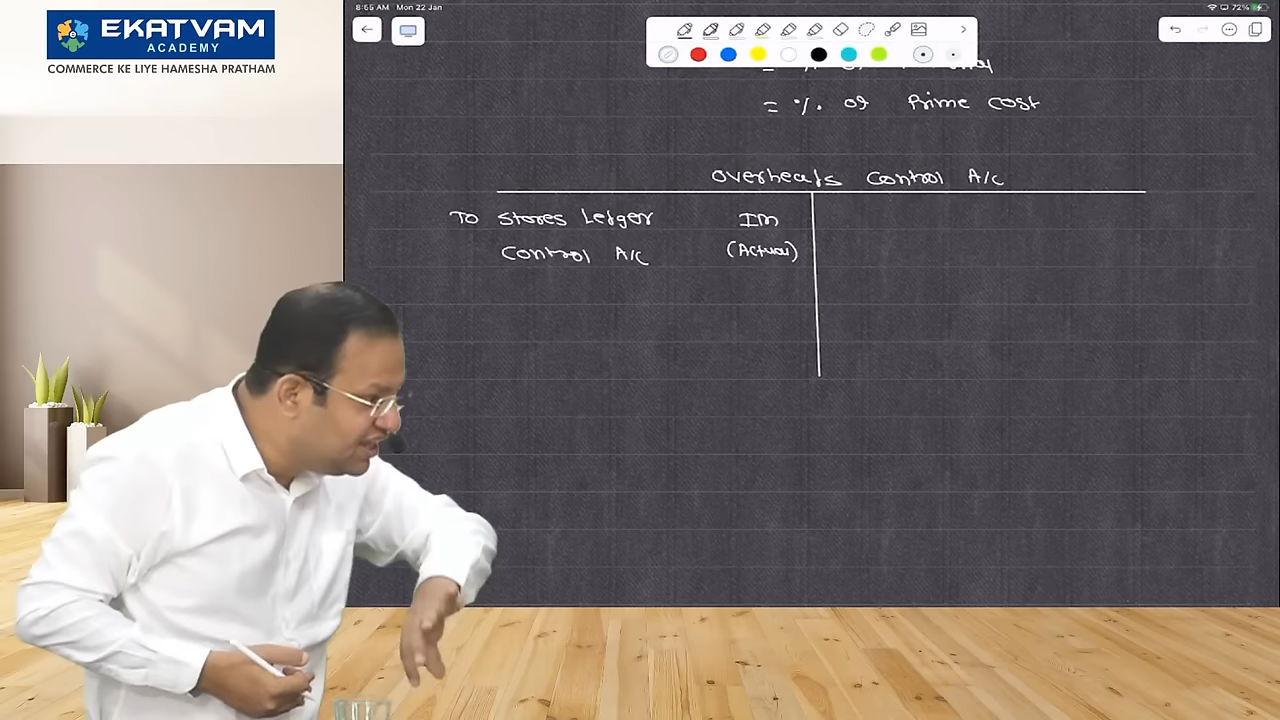 EKATVAM
ACADEMY
COMMERCE KE LIYE HAMESHA PRATHAM
8:55 AM Mon 22 Jan
72%
= % of Prime cost
Overheads Control A/c
To Stores Ledger IM
Control A/c (Actual)